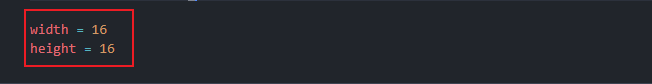 width = 16
height = 16